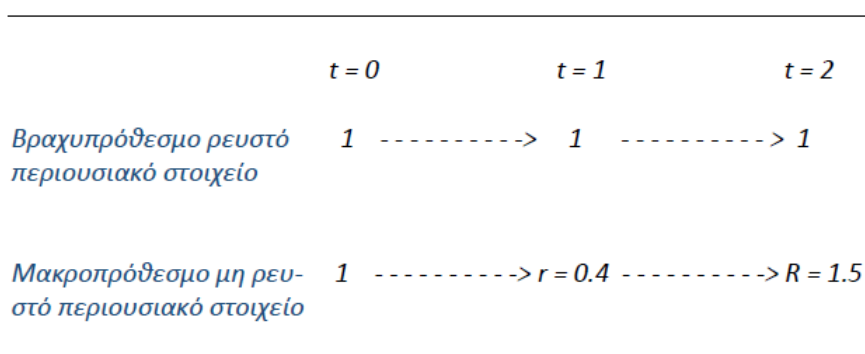 t = 0 t = 1 t = 2
Βραχυπρόθεσμο ρευστό 1 - - - - - - - - - -> 1 - - - - - - - - - - > 1
περιουσιακό στοιχείο
Μακροπρόθεσμο μη ρευ- 1 - - - - - - - - - -> r = 0.4 - - - - - - - - - -> R = 1.5
στό περιουσιακό στοιχείο